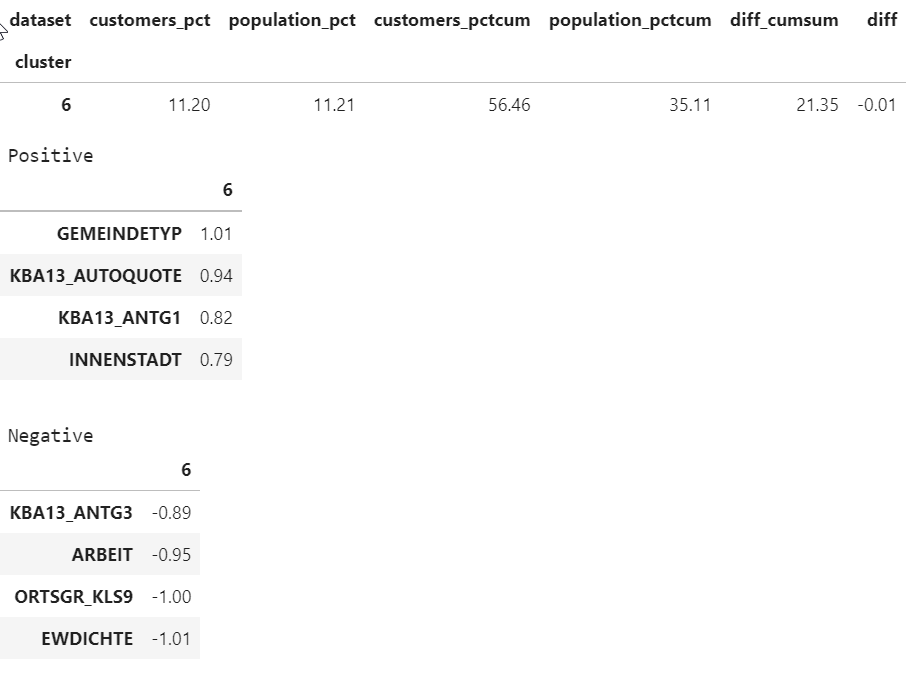 dataset customers_pct population_pct customers_pctcum population_pctcum diff_cumsum diff
cluster
6 11.20 11.21 56.46 35.11 21.35 -0.01
Positive
6
GEMEINDETYP 1.01
KBA13_AUTOQUOTE 0.94
KBA13_ANTG1 0.82
INNENSTADT 0.79
Negative
6
KBA13_ANTG3 -0.89
ARBEIT -0.95
ORTSGR_KLS9 -1.00
EWDICHTE -1.01